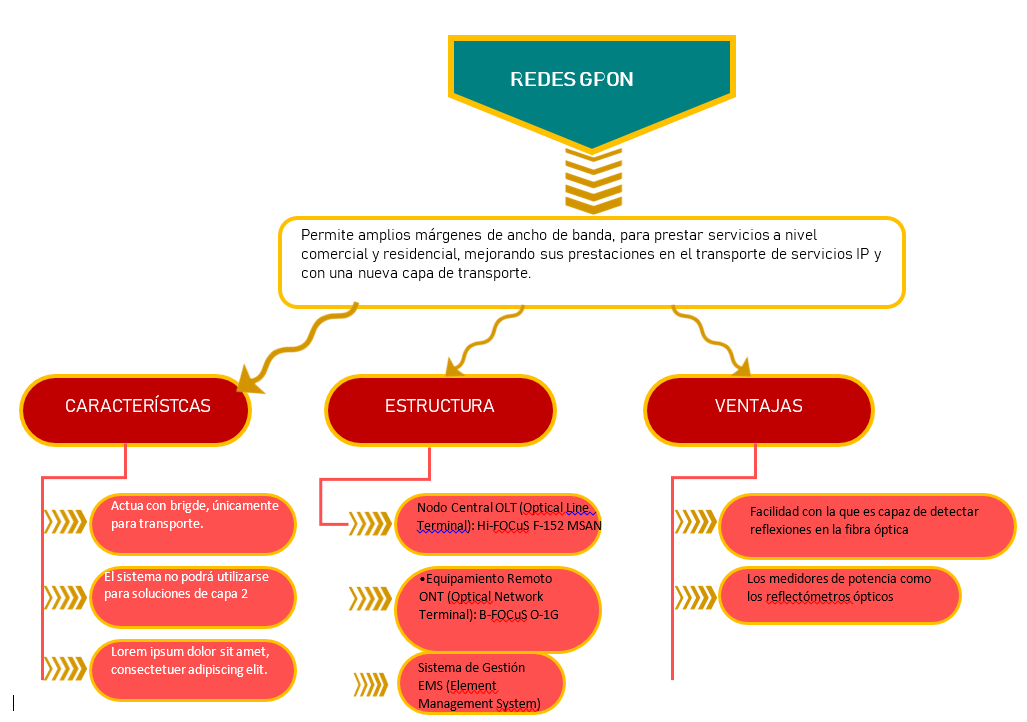 REDES GPON
Permite amplios márgenes de ancho de banda, para prestar servicios a nivel
comercial y residencial, mejorando sus prestaciones en el transporte de servicios IP y
con una nueva capa de transporte.
CARACTERÍSTCAS
ESTRUCTURA
VENTAJAS
Actua con brigde, únicamente
para transporte.
El sistema no podrá utilizarse
para soluciones de capa 2
Lorem ipsum dolor sit amet,
consectetuer adipiscing elit.
Nodo Central OLT (Optical Line
Terminal): Hi-FOCuS F-152 MSAN
•Equipamiento Remoto
ONT (Optical Network
Terminal): B-FOCuS O-1G
Sistema de Gestión
EMS (Element
Management System)
Facilidad con la que es capaz de detectar
reflexiones en la fibra óptica
Los medidores de potencia como
los reflectómetros ópticos